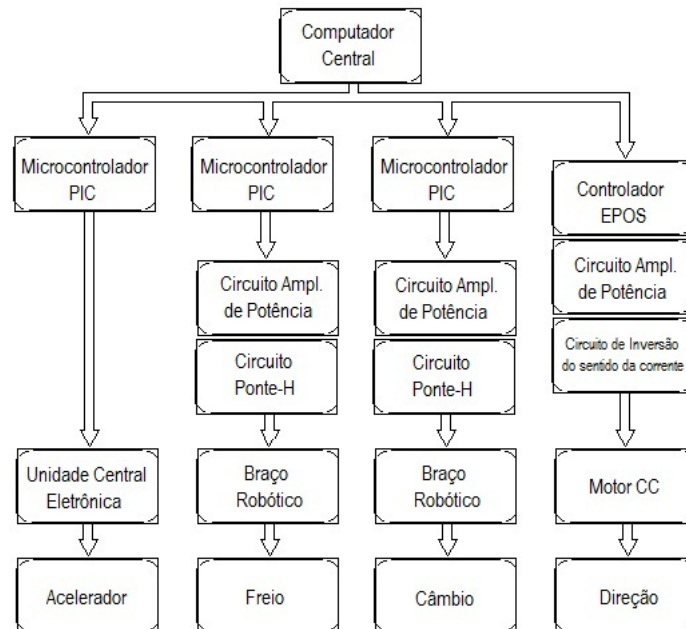 Computador
Central
Microcontrolador
PIC
Microcontrolador
PIC
Microcontrolador
PIC
Controlador
EPOS
Circuito Ampl.
de Potência
Circuito Ampl.
de Potência
Circuito Ampl.
de Potência
Circuito
Ponte-H
Circuito
Ponte-H
Circuito de Inversão
do sentido da corrente
Unidade Central
Eletrônica
Braço
Robótico
Braço
Robótico
Motor CC
Acelerador
Freio
Câmbio
Direção